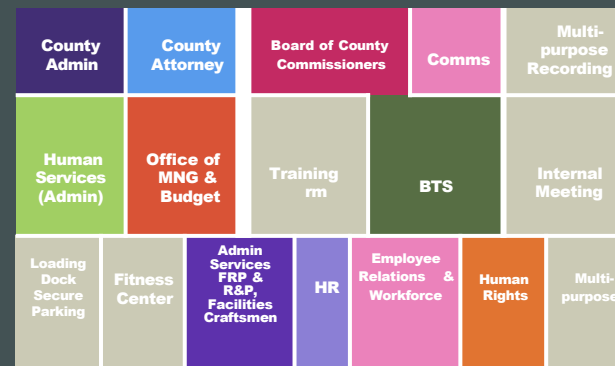 County
Admin
County
Attorney
Board of County
Commissioners
Comms
Multi-
purpose
Recording
Human
Services
(Admin)
Office of
MNG &
Budget
Training
rm
BTS
Internal
Meeting
Loading
Dock
Secure
Parking
Fitness
Center
Admin
Services
FRP &
R&P,
Facilities
Craftsmen
HR
Employee
Relations &
Workforce
Human
Rights
Multi-
purpose